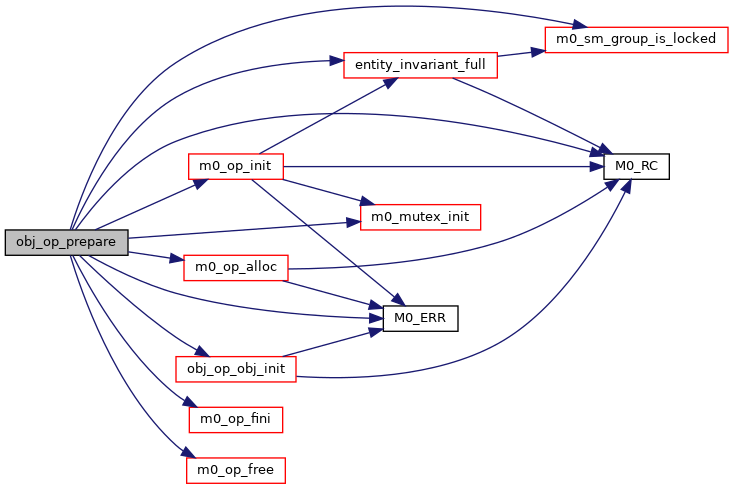 m0_sm_group_is_locked
entity_invariant_full
m0_op_init
M0_RC
m0_mutex_init
obj_op_prepare
m0_op_alloc
M0_ERR
obj_op_obj_init
m0_op_fini
m0_op_free